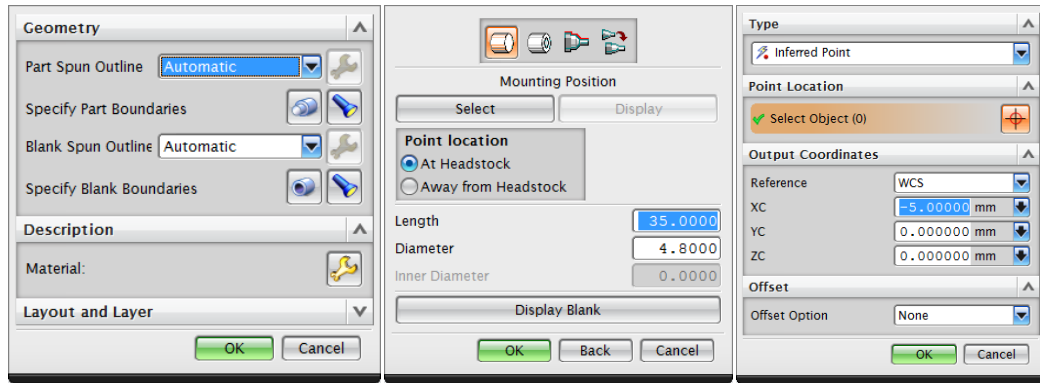 Geometry
Part Spun Outline Automatic
Specify Part Boundaries
Blank Spun Outline Automatic
Specify Blank Boundaries
Description
Material:
Layout and Layer
OK Cancel
Mounting Position
Select Display
Point location
At Headstock
Away from Headstock
Length 35.0000
Diameter 4.8000
Inner Diameter 0.0000
Display Blank
OK Back Cancel
Type
Inferred Point
Point Location
Select Object (0)
Output Coordinates
Reference WCS
XC -5.00000 mm
YC 0.000000 mm
ZC 0.000000 mm
Offset
Offset Option None
OK Cancel